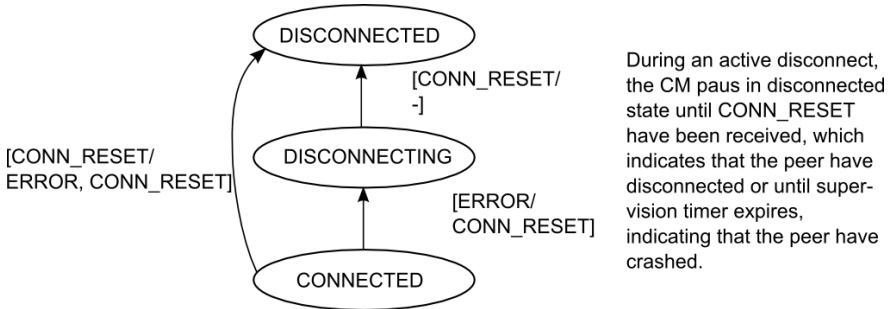 DISCONNECTED
[CONN_RESET/
-]
[CONN_RESET/
ERROR, CONN_RESET]
DISCONNECTING
[ERROR/
CONN_RESET]
CONNECTED
During an active disconnect,
the CM paus in disconnected
state until CONN_RESET
have been received, which
indicates that the peer have
disconnected or until super-
vision timer expires,
indicating that the peer have
crashed.